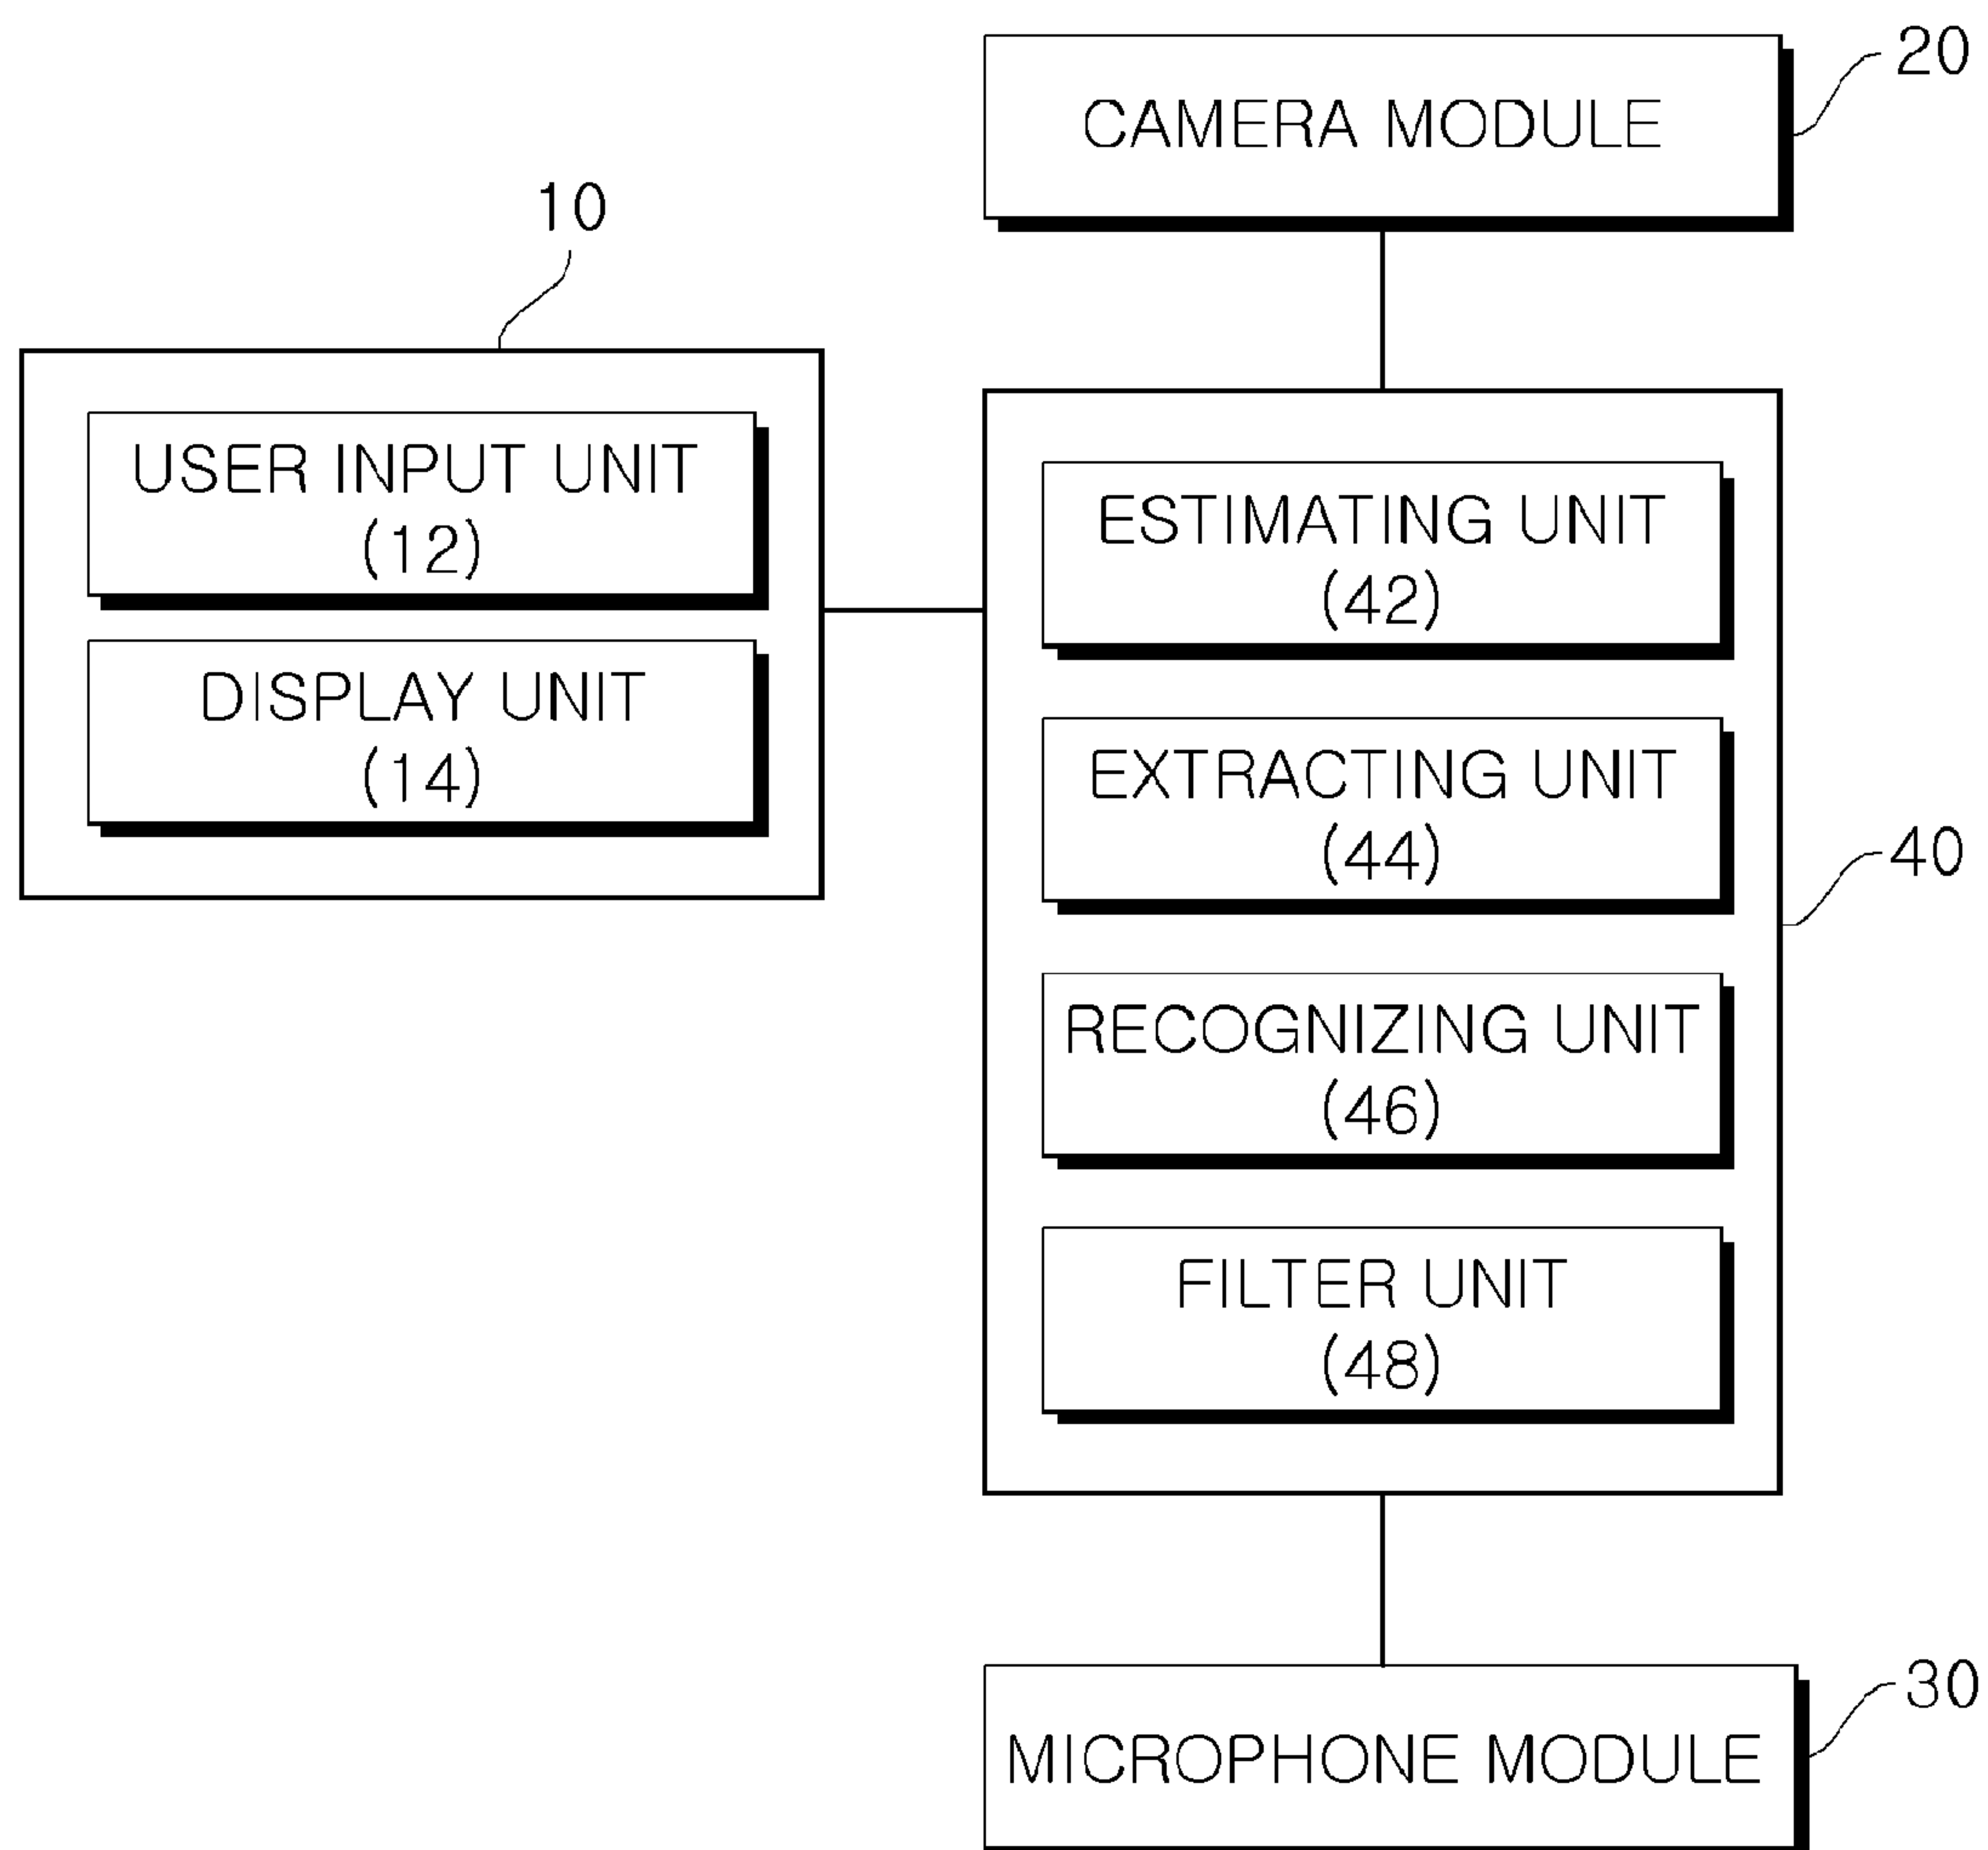 20
CAMERA MODULE
10
USER INPUT UNIT
(12)
DISPLAY UNIT
(14)
ESTIMATING UNIT
(42)
EXTRACTING UNIT
(44)
40
RECOGNIZING UNIT
(46)
FILTER UNIT
(48)
30
MICROPHONE MODULE